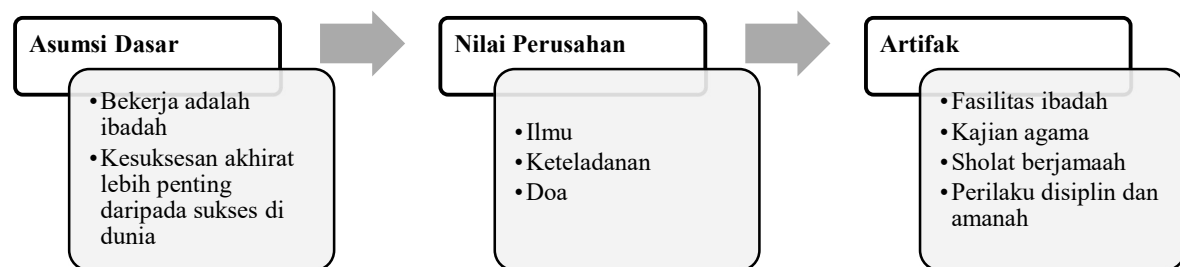 Asumsi Dasar
•Bekerja adalah
ibadah
•Kesuksesan akhirat
lebih penting
daripada sukses di
dunia
Nilai Perusahan
•Ilmu
•Keteladanan
•Doa
Artifak
•Fasilitas ibadah
•Kajian agama
•Sholat berjamaah
•Perilaku disiplin dan
amanah